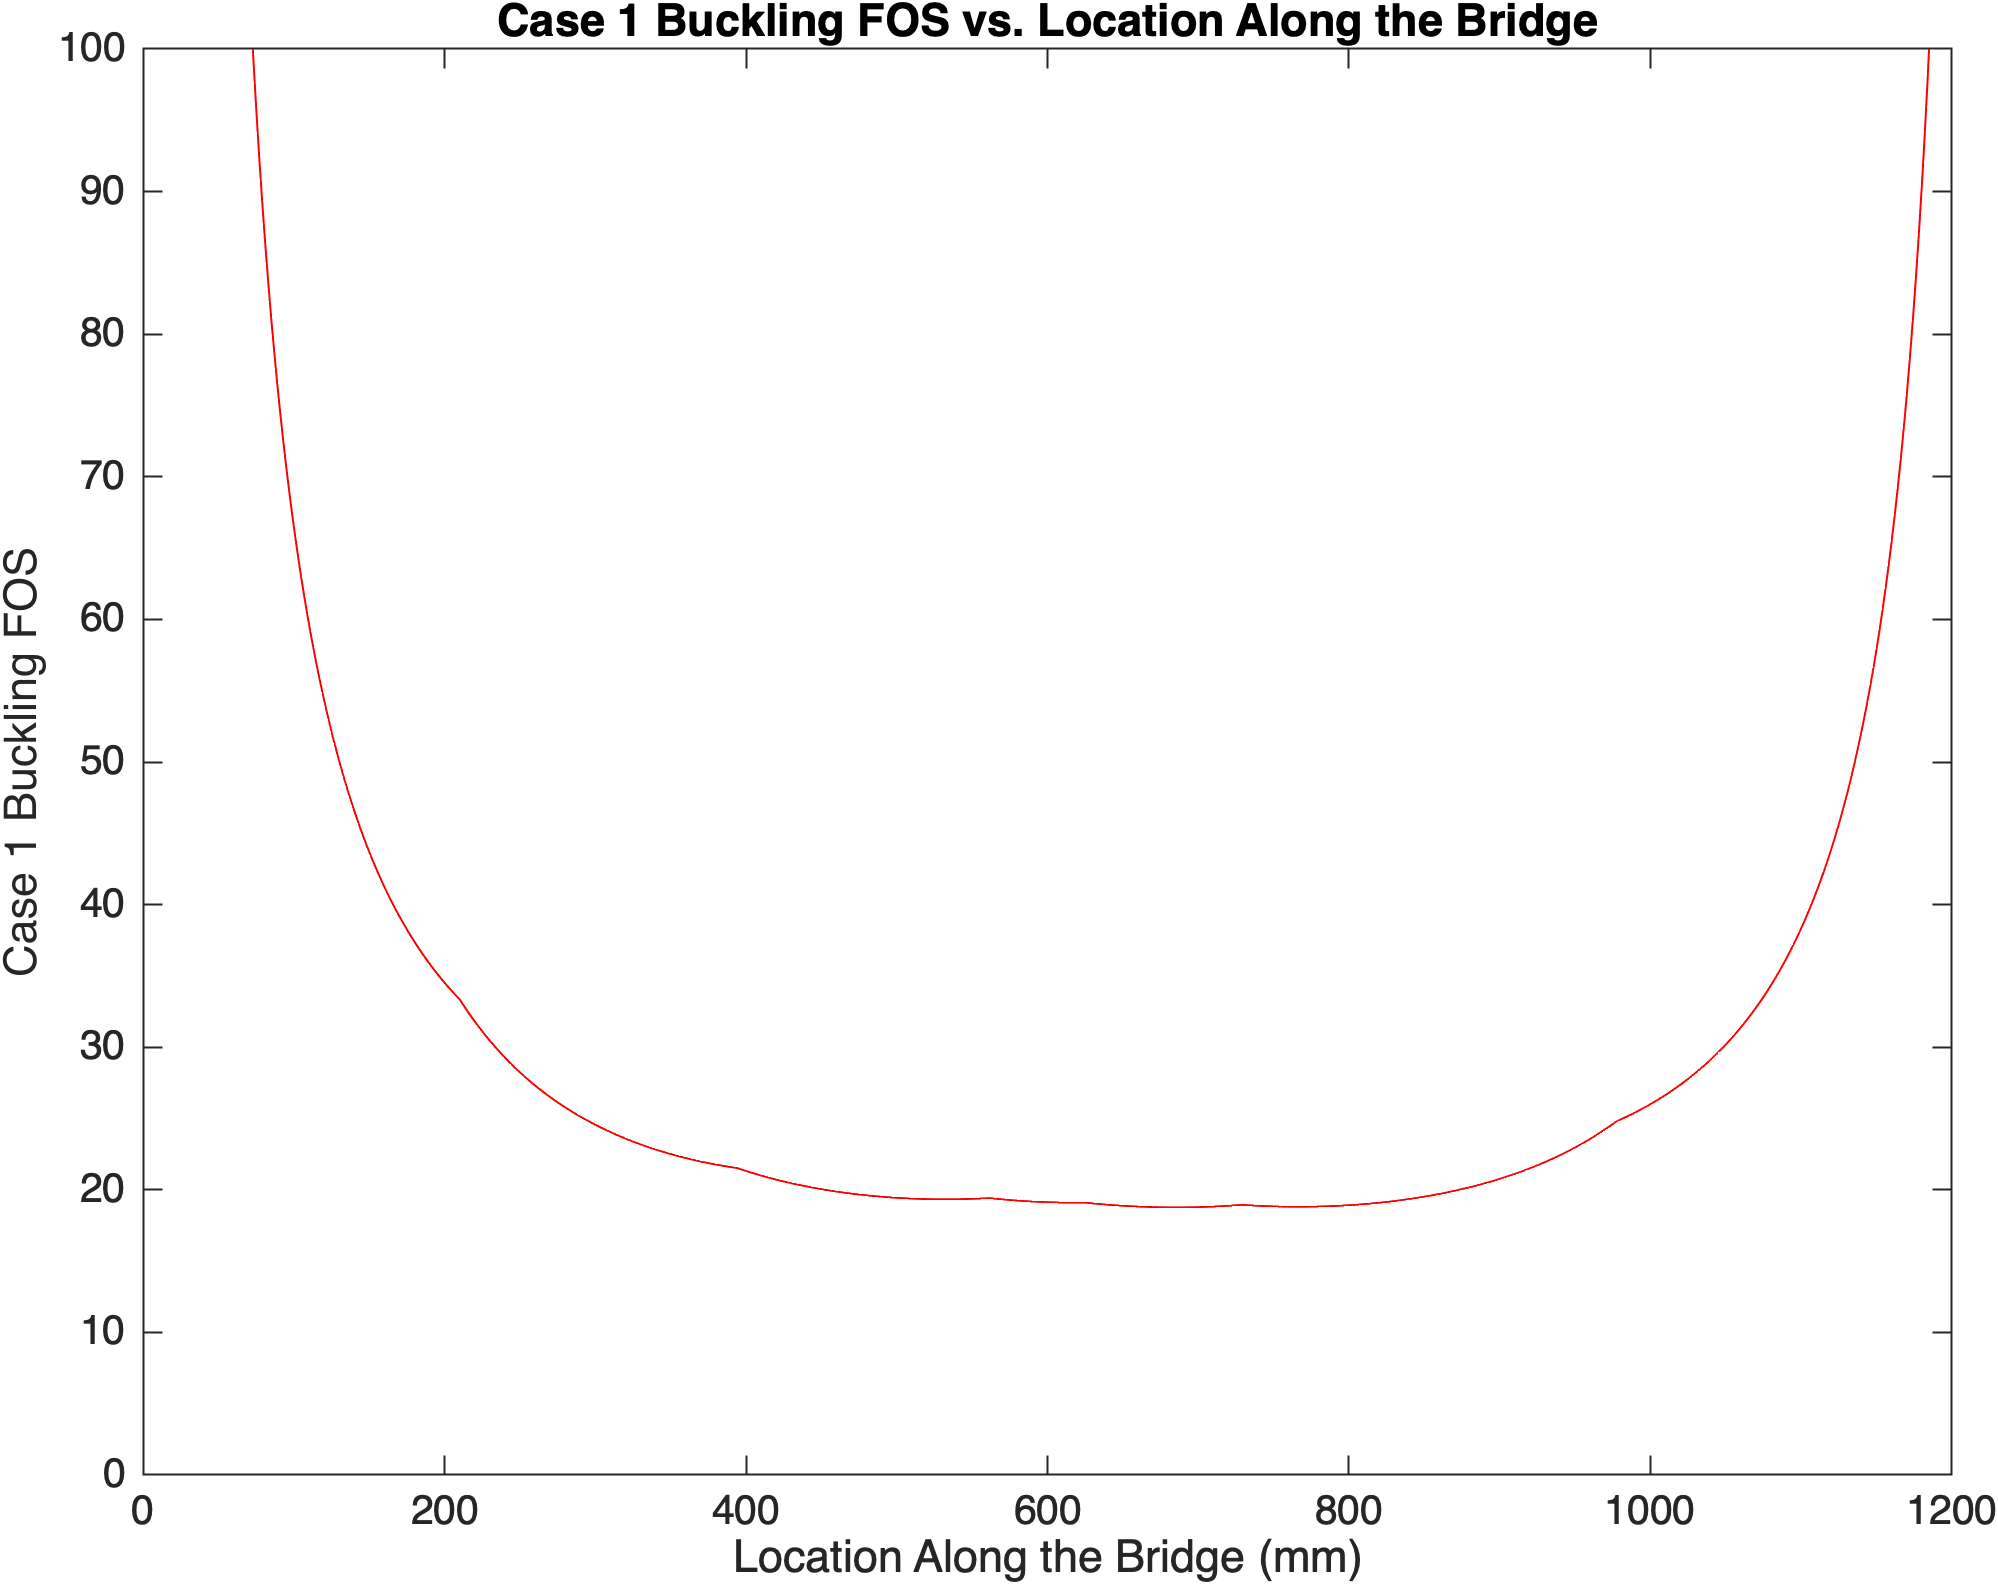 Case 1 Buckling FOS vs. Location Along the Bridge
100
90
80
70
60
50
40
30
20
10
0
Case 1 Buckling FOS
0 200 400 600 800 1000 1200
Location Along the Bridge (mm)